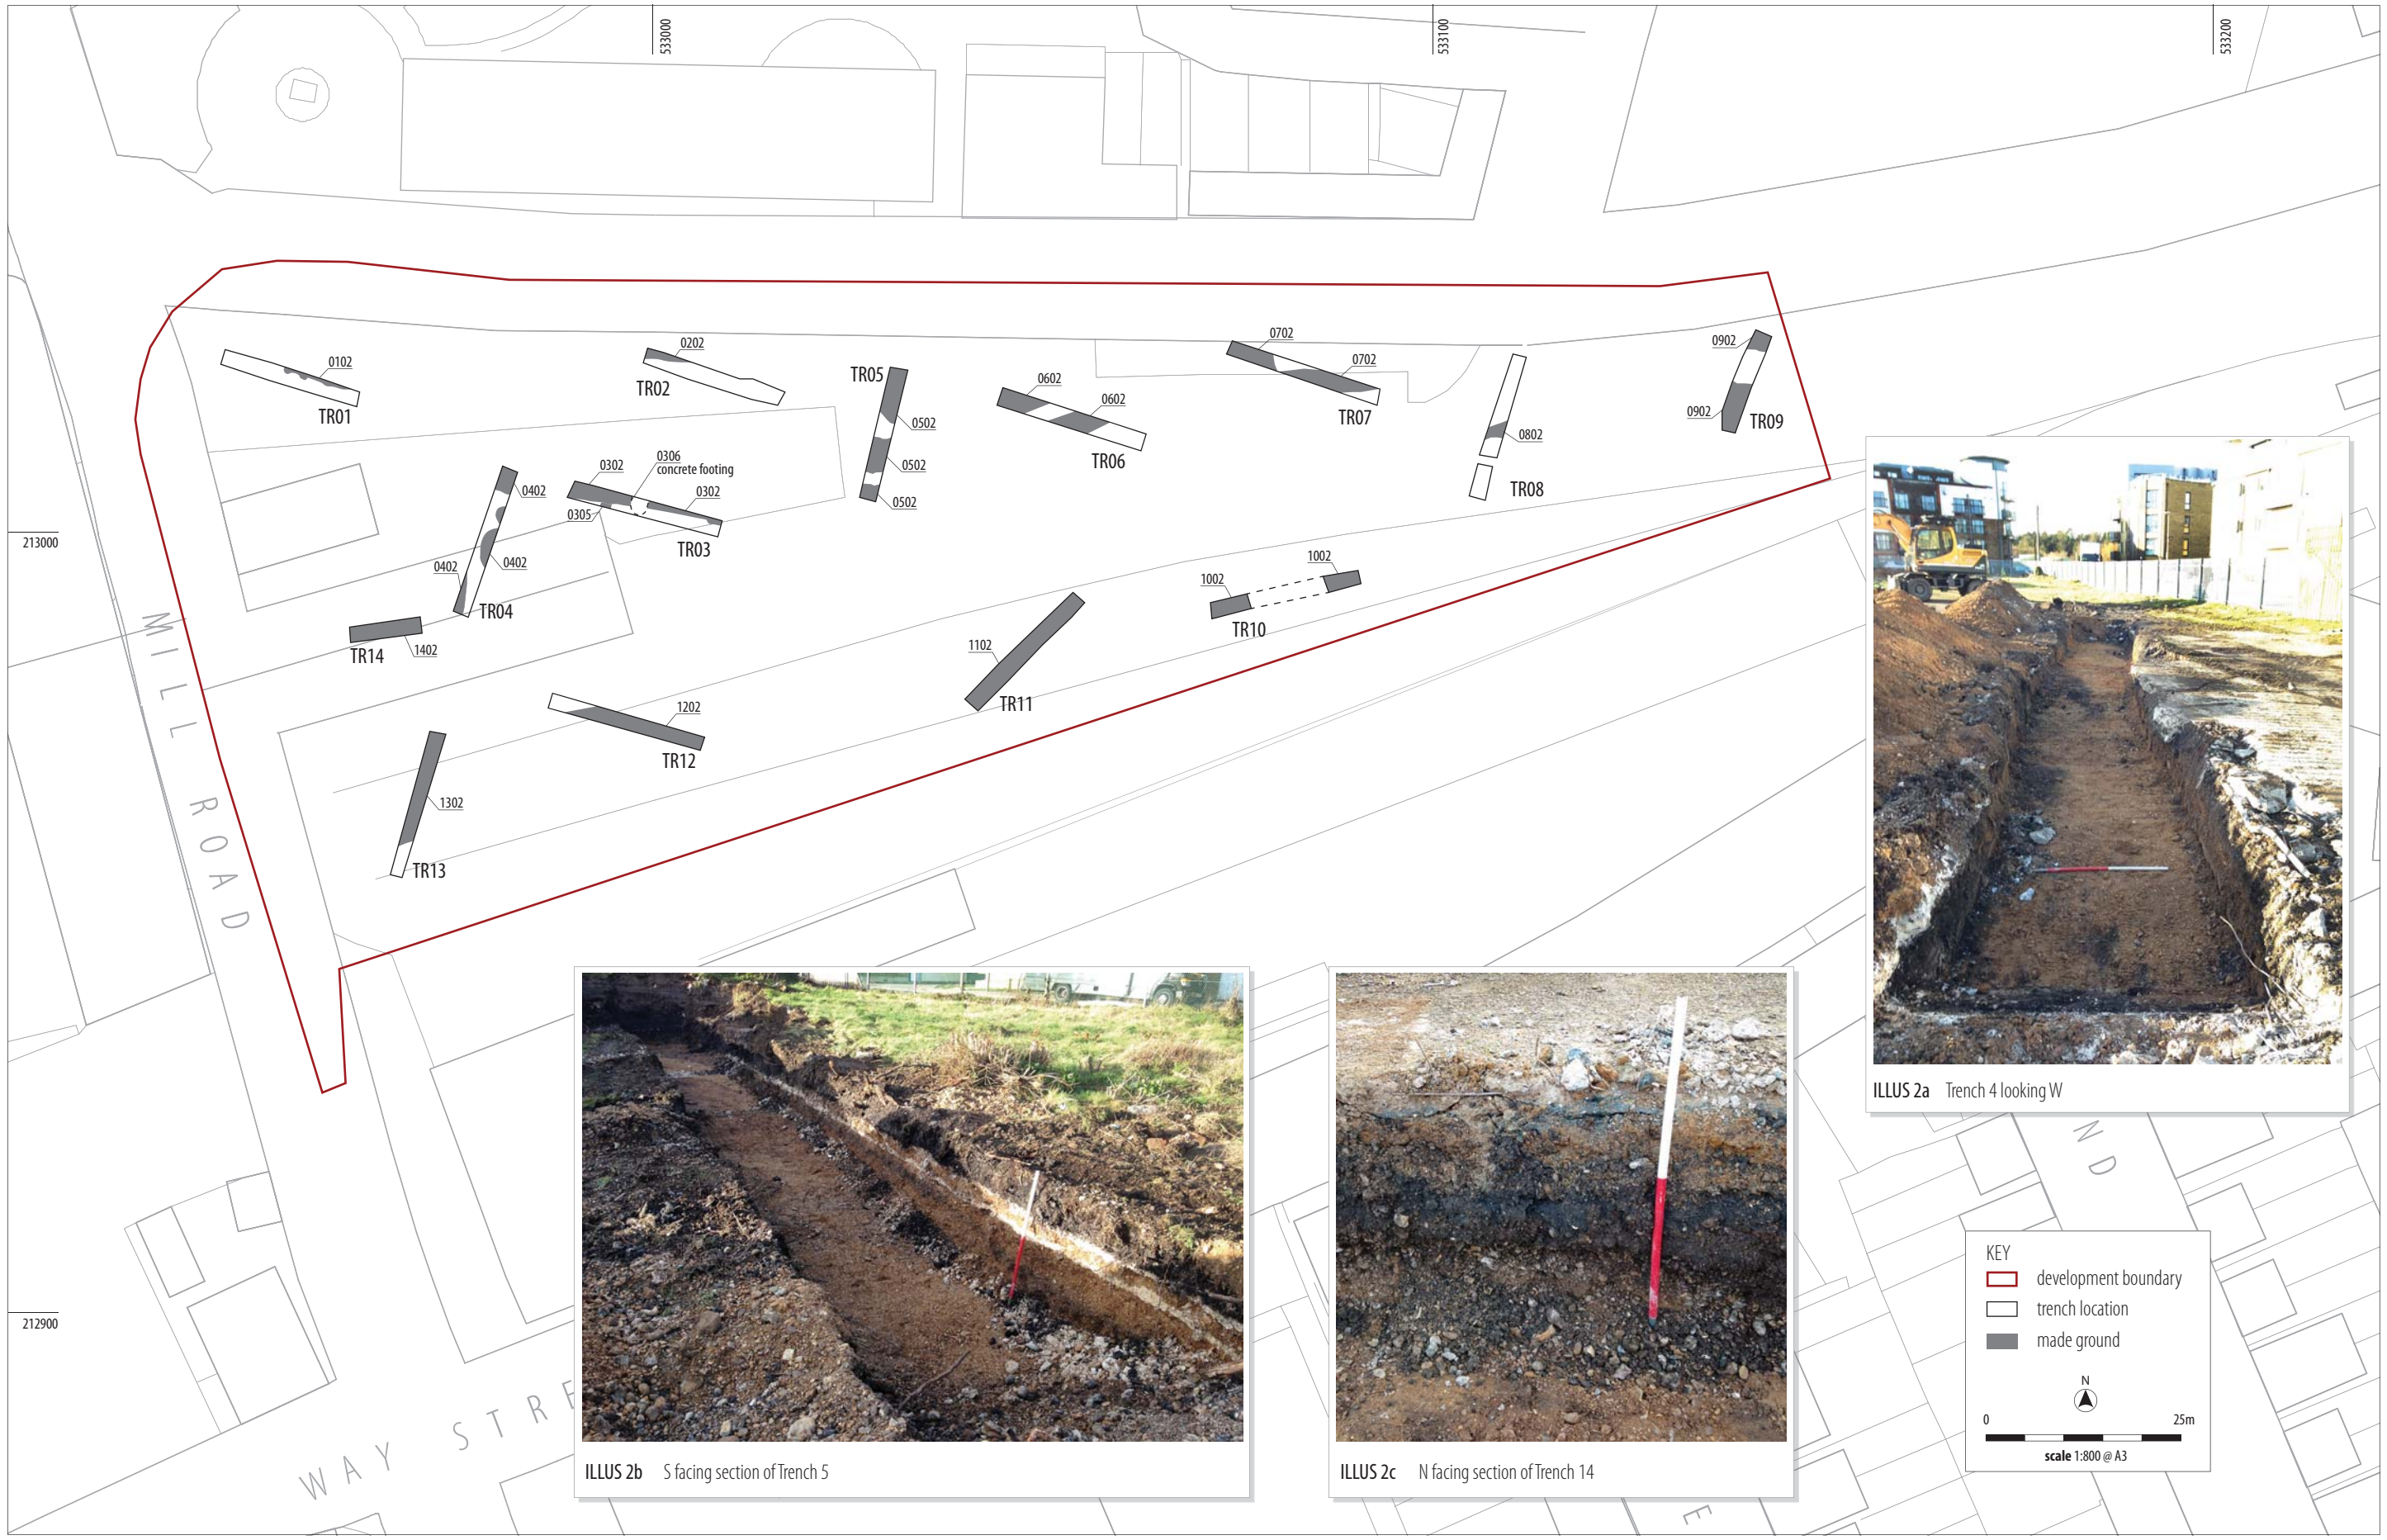 533000
533100
533200
213000
212900
0102
TR01
0202
TR02
0302
0306
concrete footing
0302
0305
TR03
0402
0402
0402
TR04
TR05
0502
0502
0502
0602
0602
TR06
0702
0702
TR07
0802
TR08
0902
0902
TR09
1002
1002
TR10
1102
TR11
1202
TR12
1302
TR13
1402
TR14
MILL ROAD
WAY STRE
ND
E
ILLUS 2a Trench 4 looking W
ILLUS 2b S facing section of Trench 5
ILLUS 2c N facing section of Trench 14
KEY
development boundary
trench location
made ground
N
0 25m
scale 1:800 @ A3